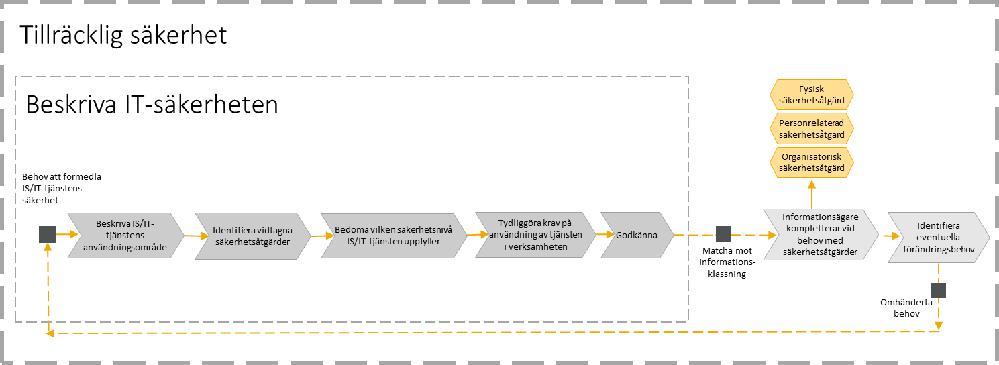 Tillräcklig säkerhet
Beskriva IT-säkerheten
Fysisk
säkerhetsåtgärd
Personrelaterad
säkerhetsåtgärd
Organisatorisk
säkerhetsåtgärd
Behov att förmedla
IS/IT-tjänstens
säkerhet
Beskriva IS/IT-
tjänstens
användningsområde
Identifiera vidtagna
säkerhetsåtgärder
Bedöma vilken säkerhetsnivå
IS/IT-tjänsten uppfyller
Tydliggöra krav på
användning av tjänsten
i verksamheten
Godkänna
Matcha mot
informations-
klassning
Informationsägare
kompletterar vid
behov med
säkerhetsåtgärder
Identifiera
eventuella
förändringsbehov
Omhänderta
behov